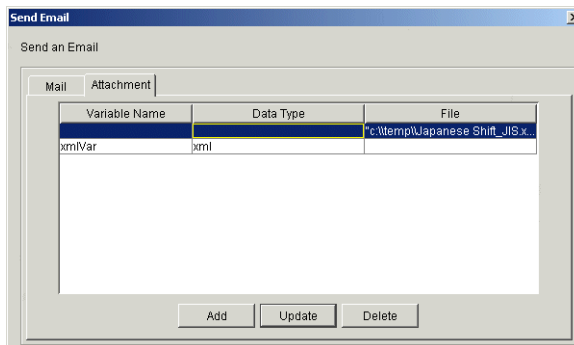 Send Email
Send an Email
Mail Attachment
Variable Name Data Type File
"c:\\temp\\Japanese Shift_JIS.x...
xmlVar xml
Add Update Delete